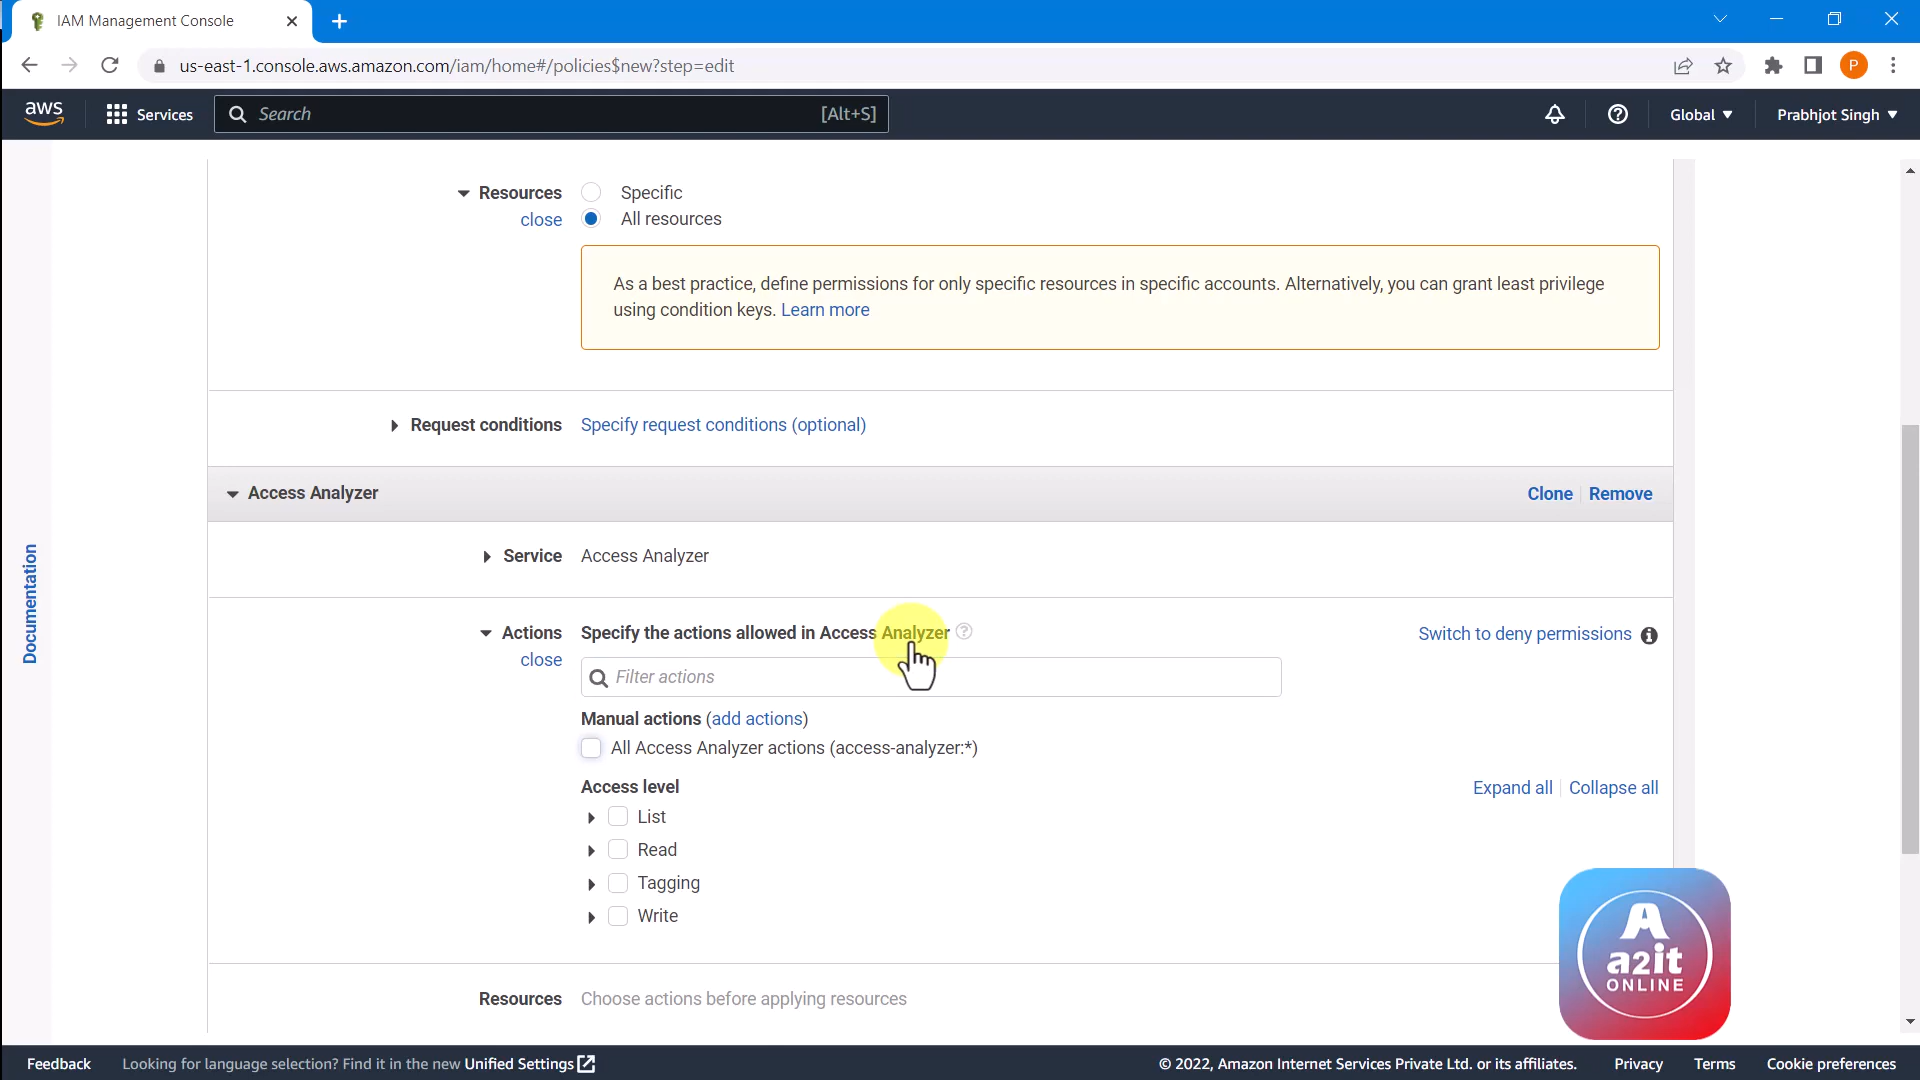 IAM Management Console
us-east-1.console.aws.amazon.com/iam/home#/policies$new?step=edit
P
aws
Services
Search
[Alt+S]
Global
Prabhjot Singh
Resources
Specific
close
All resources
As a best practice, define permissions for only specific resources in specific accounts. Alternatively, you can grant least privilege
using condition keys. Learn more
Request conditions
Specify request conditions (optional)
Access Analyzer
Clone
Remove
Service
Access Analyzer
Documentation
Actions
Specify the actions allowed in Access Analyzer
Switch to deny permissions
close
Filter actions
Manual actions (add actions)
All Access Analyzer actions (access-analyzer:*)
Access level
Expand all
Collapse all
List
Read
Tagging
Write
A
a2it
ONLINE
Resources
Choose actions before applying resources
Feedback
Looking for language selection? Find it in the new Unified Settings
© 2022, Amazon Internet Services Private Ltd. or its affiliates.
Privacy
Terms
Cookie preferences